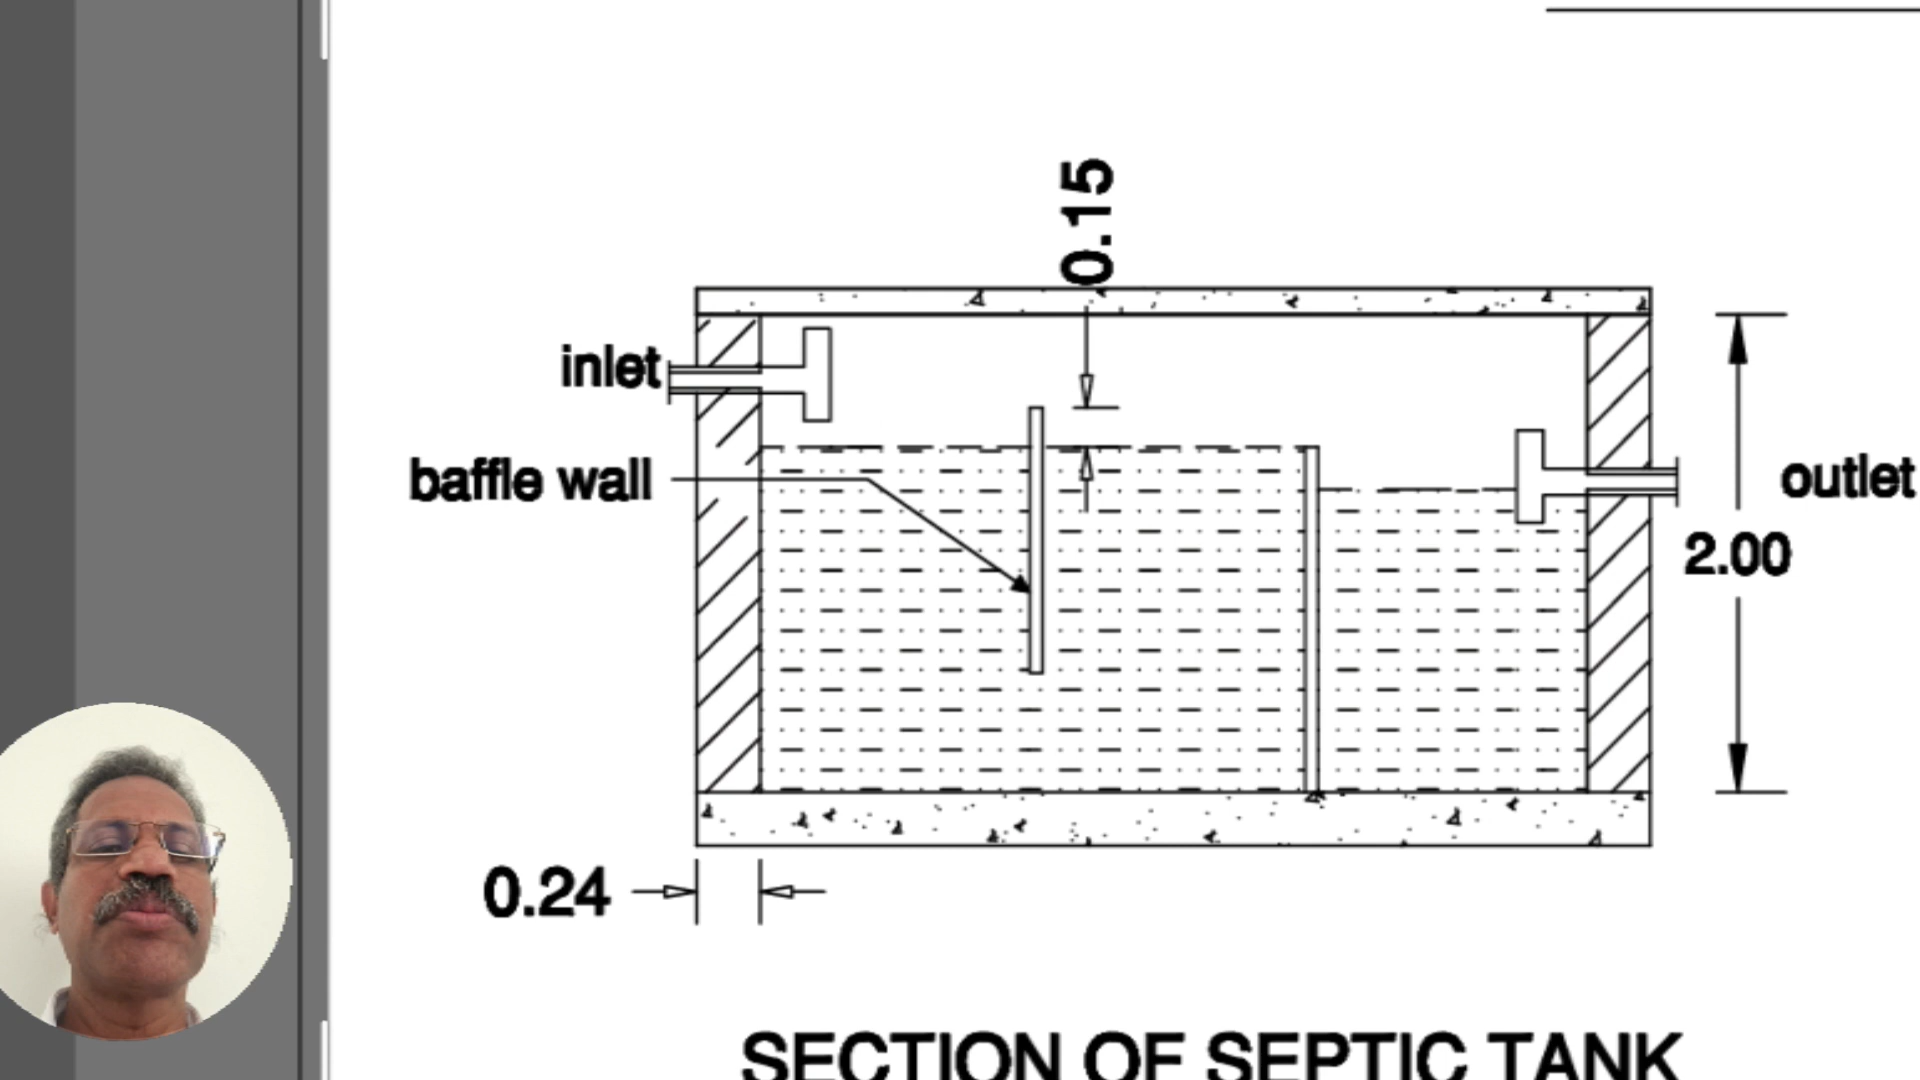 0.15
inlet
baffle wall
outlet
2.00
0.24
SECTION OF SEPTIC TANK